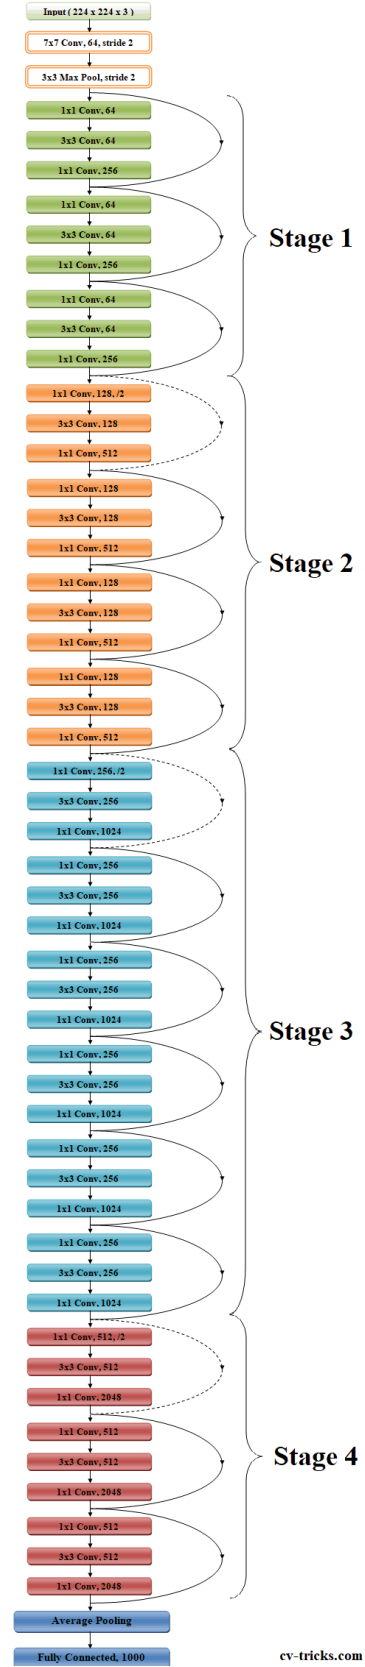 Input ( 224 x 224 x 3 )
7x7 Conv, 64, stride 2
3x3 Max Pool, stride 2
1x1 Conv, 64
3x3 Conv, 64
1x1 Conv, 256
1x1 Conv, 64
3x3 Conv, 64
1x1 Conv, 256
1x1 Conv, 64
3x3 Conv, 64
1x1 Conv, 256
Stage 1
1x1 Conv, 128, /2
3x3 Conv, 128
1x1 Conv, 512
1x1 Conv, 128
3x3 Conv, 128
1x1 Conv, 512
1x1 Conv, 128
3x3 Conv, 128
1x1 Conv, 512
1x1 Conv, 128
3x3 Conv, 128
1x1 Conv, 512
Stage 2
1x1 Conv, 256, /2
3x3 Conv, 256
1x1 Conv, 1024
1x1 Conv, 256
3x3 Conv, 256
1x1 Conv, 1024
1x1 Conv, 256
3x3 Conv, 256
1x1 Conv, 1024
1x1 Conv, 256
3x3 Conv, 256
1x1 Conv, 1024
1x1 Conv, 256
3x3 Conv, 256
1x1 Conv, 1024
1x1 Conv, 256
3x3 Conv, 256
1x1 Conv, 1024
Stage 3
1x1 Conv, 512, /2
3x3 Conv, 512
1x1 Conv, 2048
1x1 Conv, 512
3x3 Conv, 512
1x1 Conv, 2048
1x1 Conv, 512
3x3 Conv, 512
1x1 Conv, 2048
Stage 4
Average Pooling
Fully Connected, 1000
cv-tricks.com